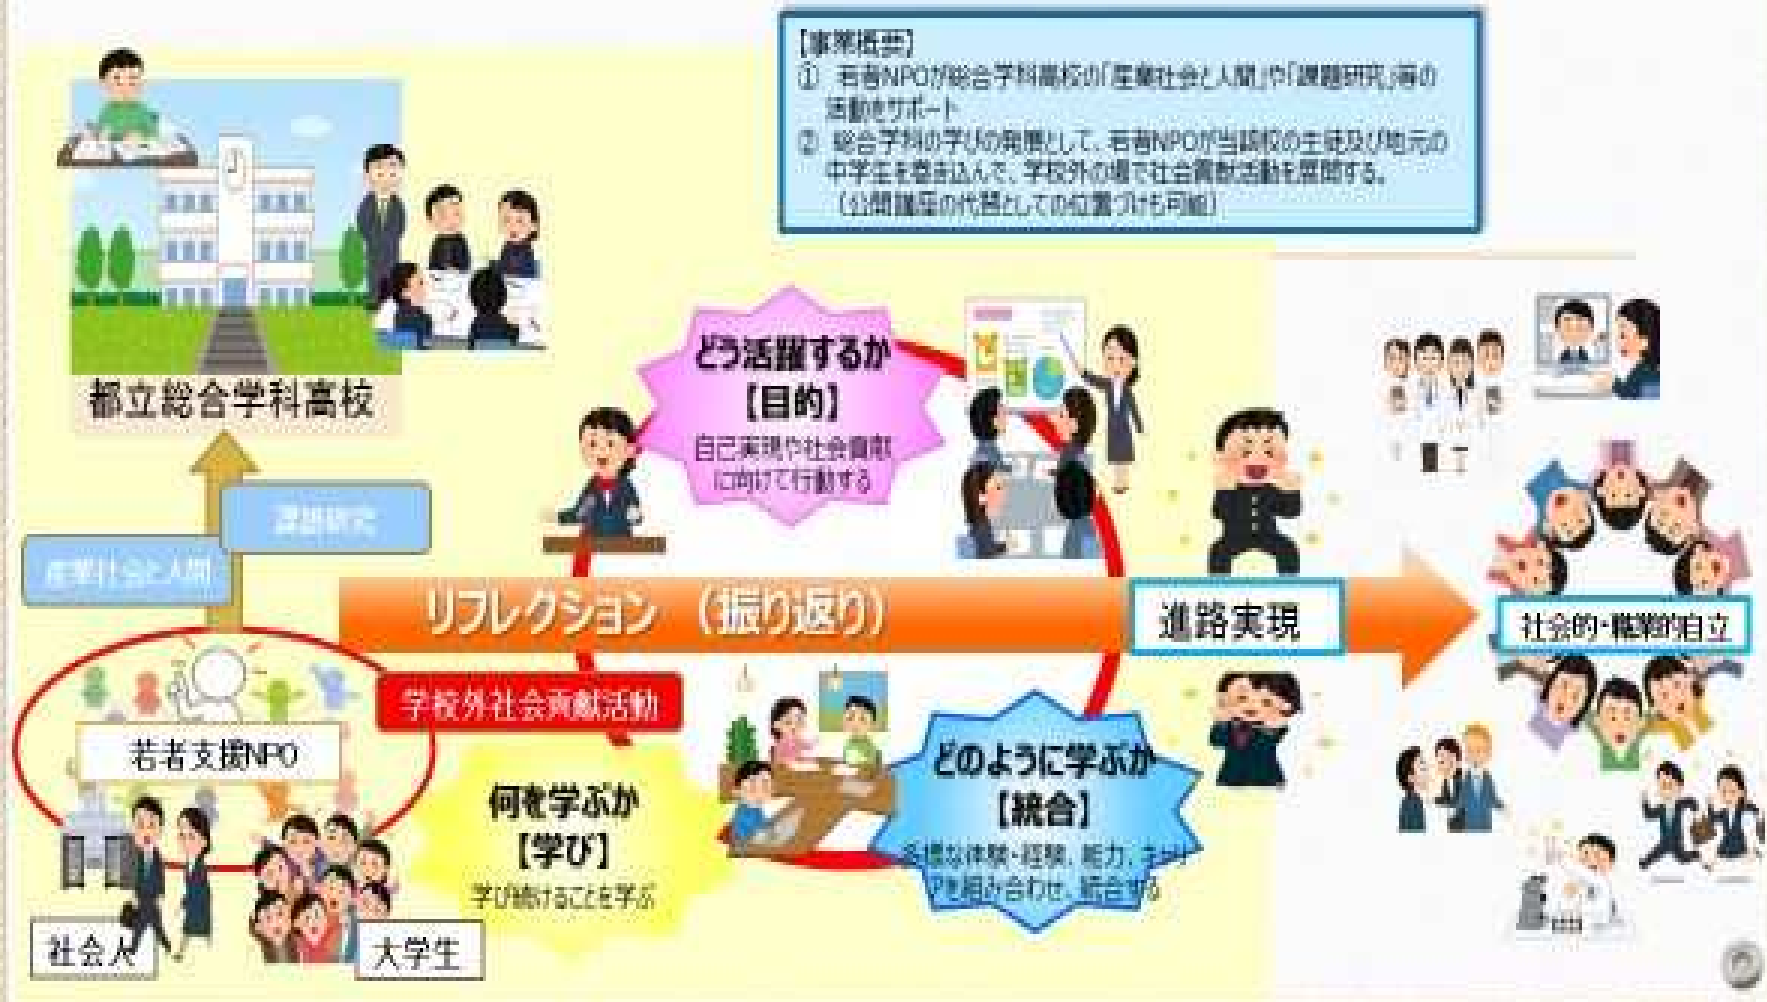 【事業概要】
① 若者NPOが総合学科高校の「産業社会と人間」や「課題研究」等の
活動をサポート
② 総合学科の学びの発展として、若者NPOが当該校の生徒及び地元の
中学生を巻き込んで、学校外の場で社会貢献活動を展開する。
(公開講座の代替としての位置づけも可能)
都立総合学科高校
どう活躍するか
【目的】
自己実現や社会貢献
に向けて行動する
課題研究
産業社会と人間
リフレクション (振り返り)
進路実現
社会的・職業的自立
学校外社会貢献活動
若者支援NPO
何を学ぶか
【学び】
学び続けることを学ぶ
どのように学ぶか
【統合】
多様な体験・経験、能力、キャリ
アを組み合わせ、統合する
社会人
大学生